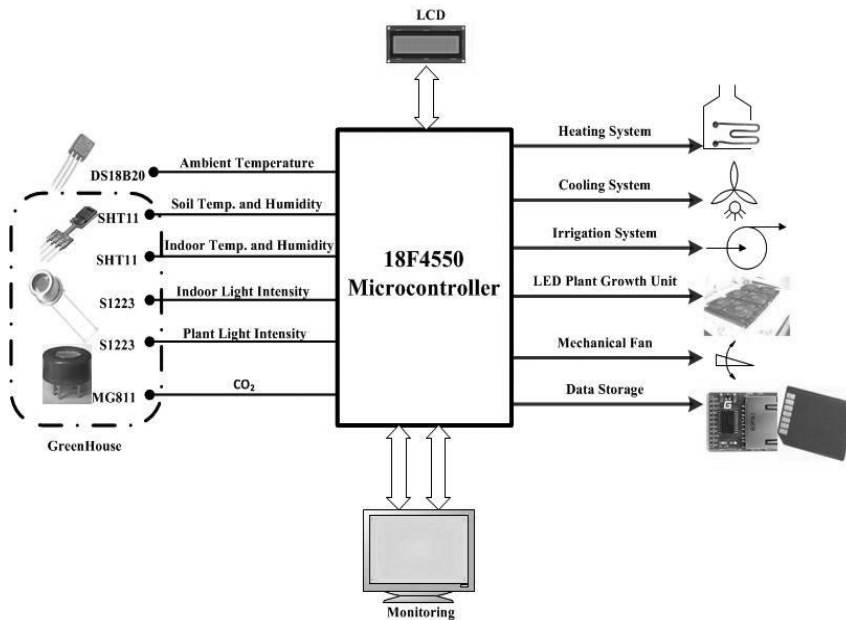 LCD
DS18B20
Ambient Temperature
SHT11
Soil Temp. and Humidity
SHT11
Indoor Temp. and Humidity
S1223
Indoor Light Intensity
S1223
Plant Light Intensity
MG811
CO₂
GreenHouse
18F4550
Microcontroller
Heating System
Cooling System
Irrigation System
LED Plant Growth Unit
Mechanical Fan
Data Storage
Monitoring